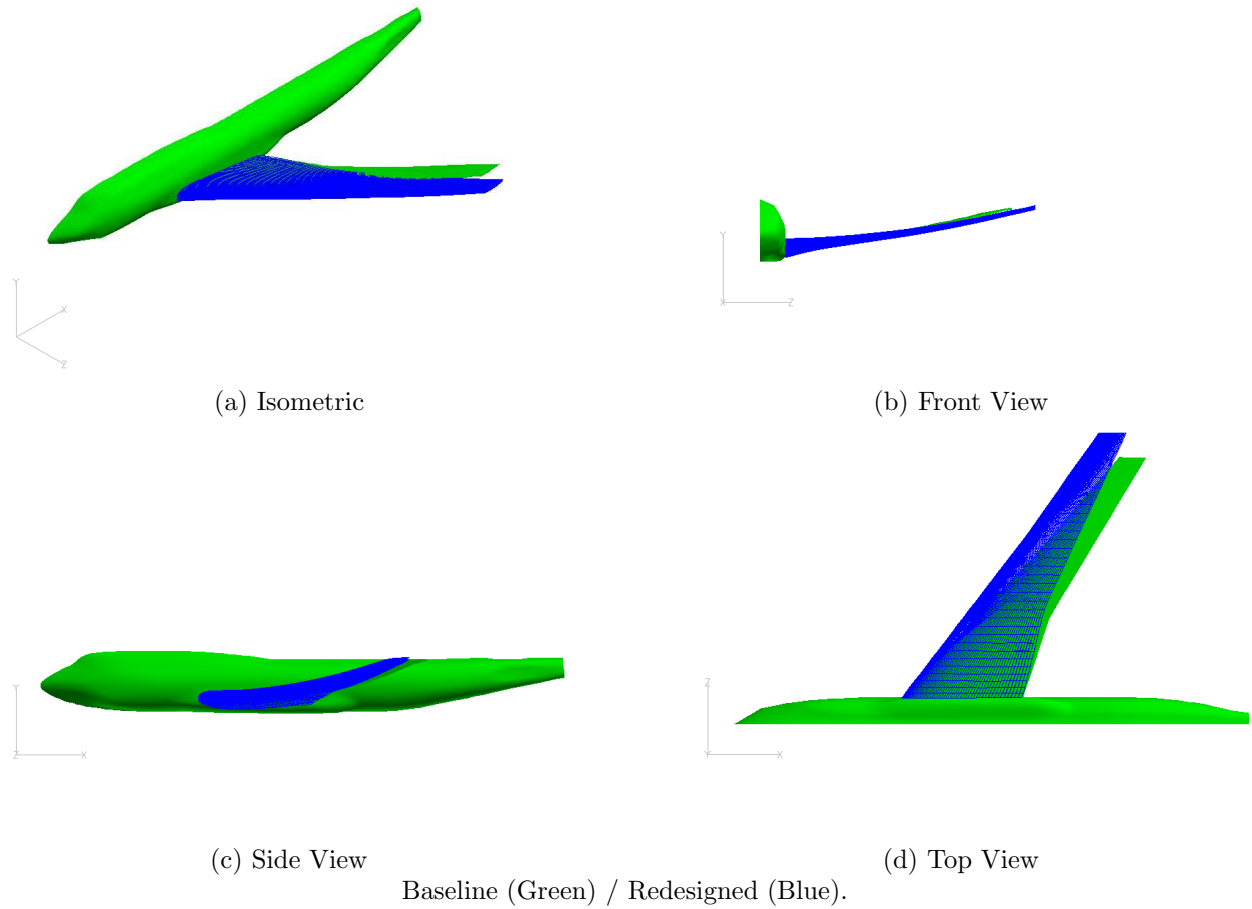 Y
X
Z
(a) Isometric
Y
X
Z
(b) Front View
Y
Z
X
(c) Side View
Z
Y
X
(d) Top View
Baseline (Green) / Redesigned (Blue).